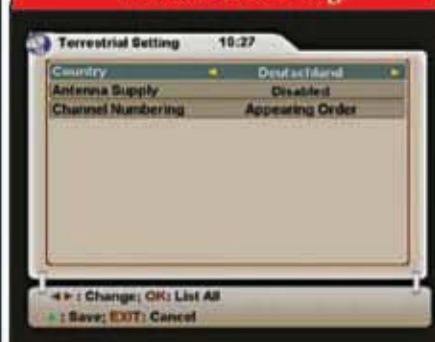 Terrestrial Setting 16:27
Country ◄ Deutschland ►
Antenna Supply Disabled
Channel Numbering Appearing Order
◄►: Change; OK: List All
: Save; EXIT: Cancel